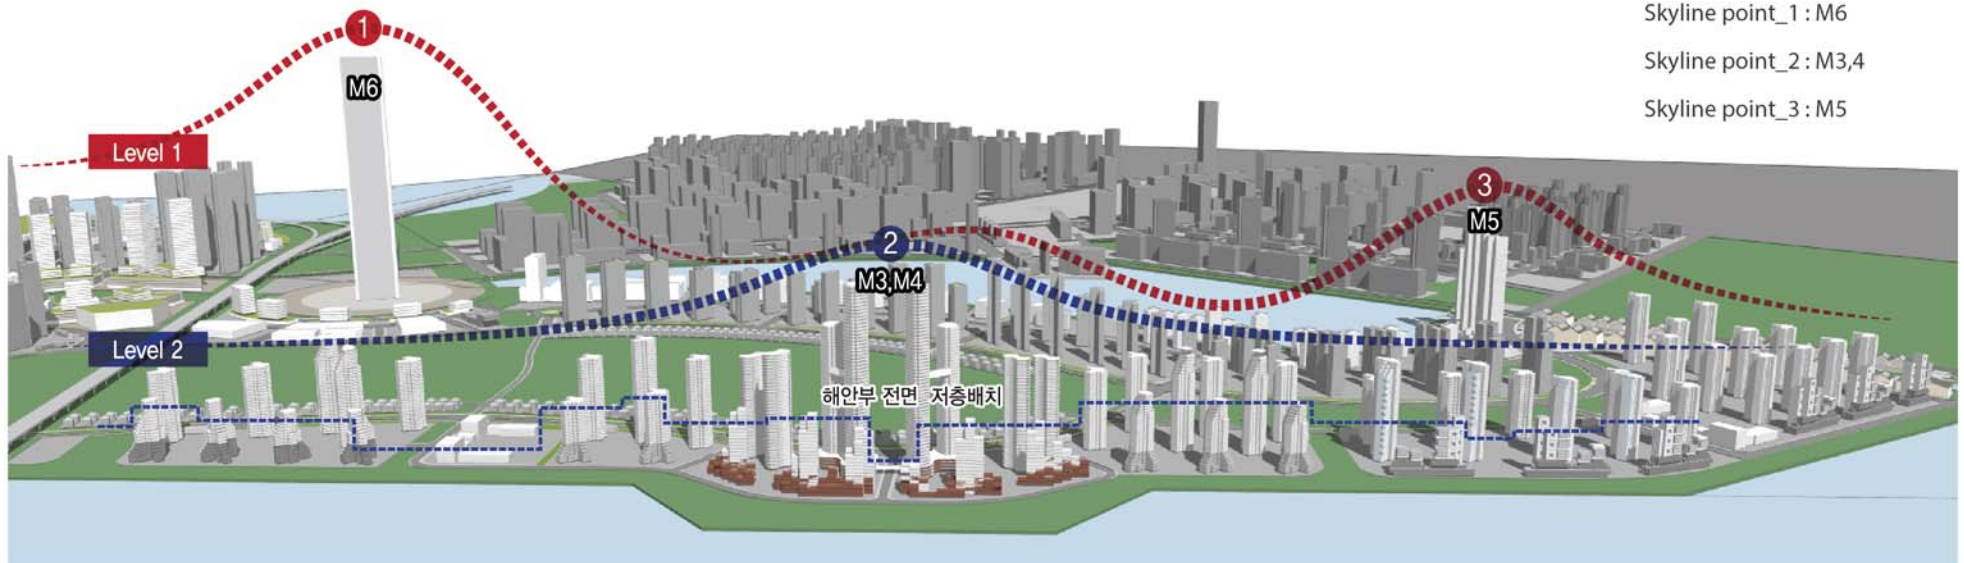 Skyline point_1 : M6
Skyline point_2 : M3,4
Skyline point_3 : M5
1
M6
Level 1
3
M5
2
M3,M4
Level 2
해안부 전면 저층배치